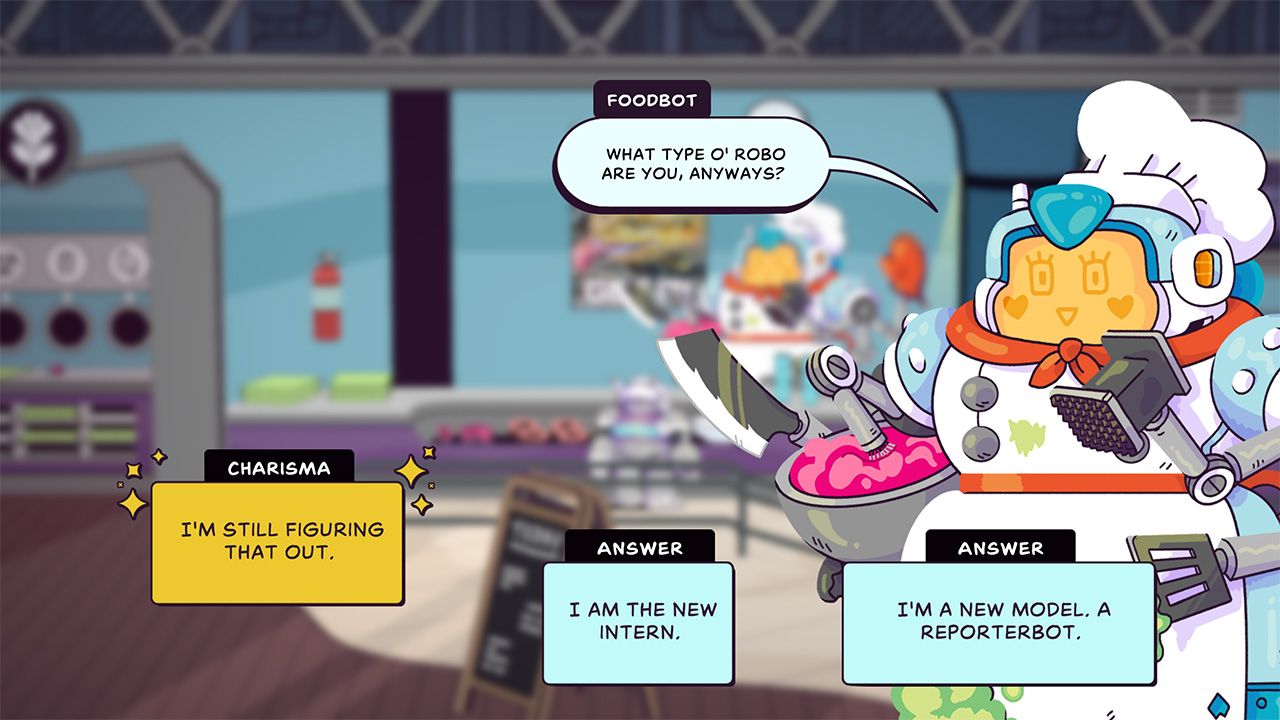 FOODBOT
WHAT TYPE O' ROBO
ARE YOU, ANYWAYS?
CHARISMA
I'M STILL FIGURING
THAT OUT.
ANSWER
I AM THE NEW
INTERN.
ANSWER
I'M A NEW MODEL. A
REPORTERBOT.